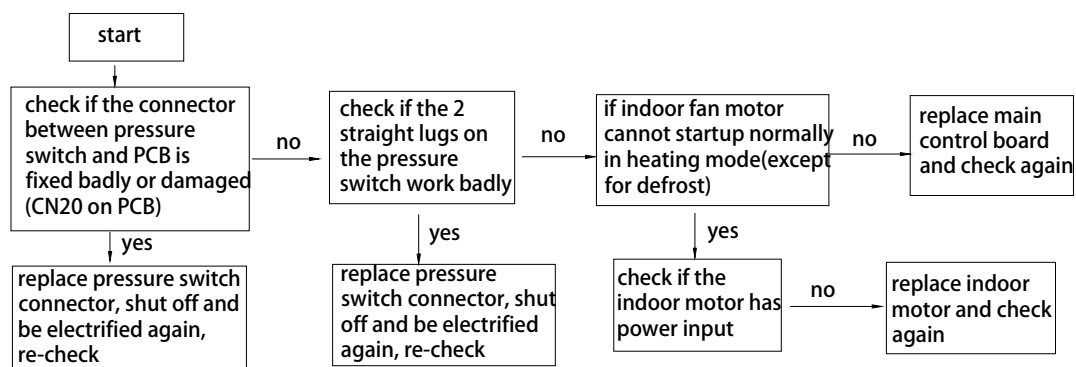 start
check if the connector
between pressure
switch and PCB is
fixed badly or damaged
(CN20 on PCB)
no
check if the 2
straight lugs on
the pressure
switch work badly
no
if indoor fan motor
cannot startup normally
in heating mode(except
for defrost)
no
replace main
control board
and check again
yes
yes
yes
replace pressure switch
connector, shut off and
be electrified again,
re-check
replace pressure
switch connector, shut
off and be electrified
again, re-check
check if the
indoor motor has
power input
no
replace indoor
motor and check
again